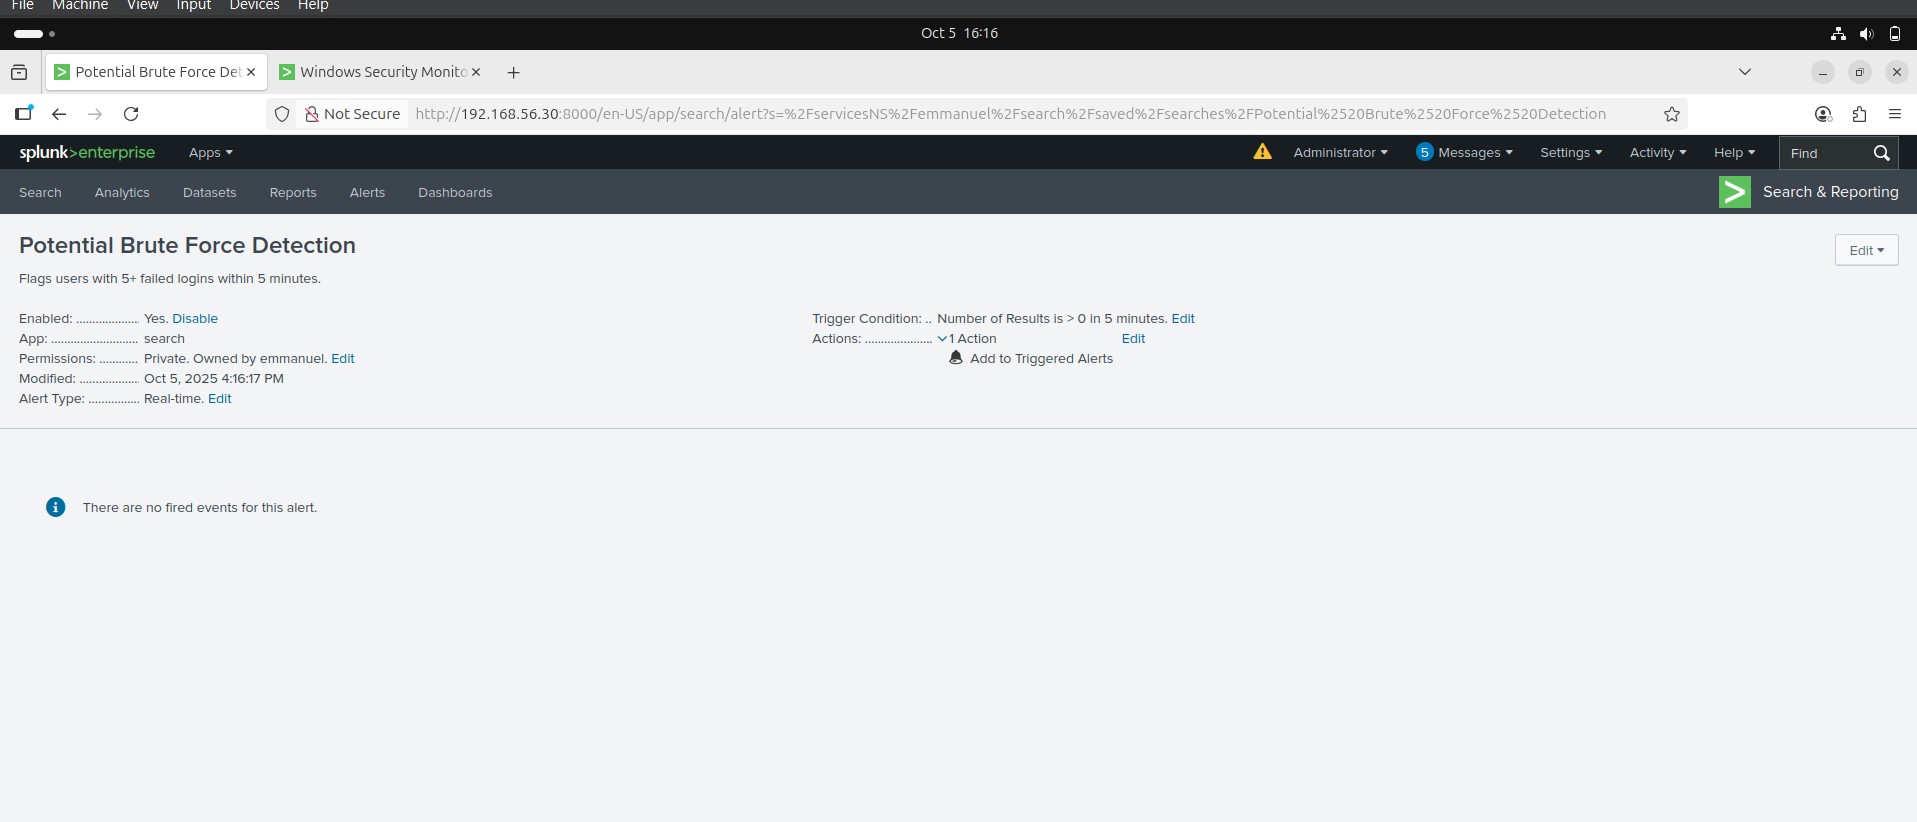 File Machine View Input Devices Help
Oct 5 16:16
Potential Brute Force Det
Windows Security Monito
Not Secure http://192.168.56.30:8000/en-US/app/search/alert?s=%2FservicesNS%2Femmanuel%2Fsearch%2Fsaved%2Fsearches%2FPotential%2520Brute%2520Force%2520Detection
splunk>enterprise Apps Administrator 5 Messages Settings Activity Help Find
Search Analytics Datasets Reports Alerts Dashboards Search & Reporting
Potential Brute Force Detection Edit
Flags users with 5+ failed logins within 5 minutes.
Enabled: ................... Yes. Disable
App: ........................... search
Permissions: ............ Private. Owned by emmanuel. Edit
Modified: .................. Oct 5, 2025 4:16:17 PM
Alert Type: ................ Real-time. Edit
Trigger Condition: .. Number of Results is > 0 in 5 minutes. Edit
Actions: ..................... 1 Action Edit
Add to Triggered Alerts
There are no fired events for this alert.